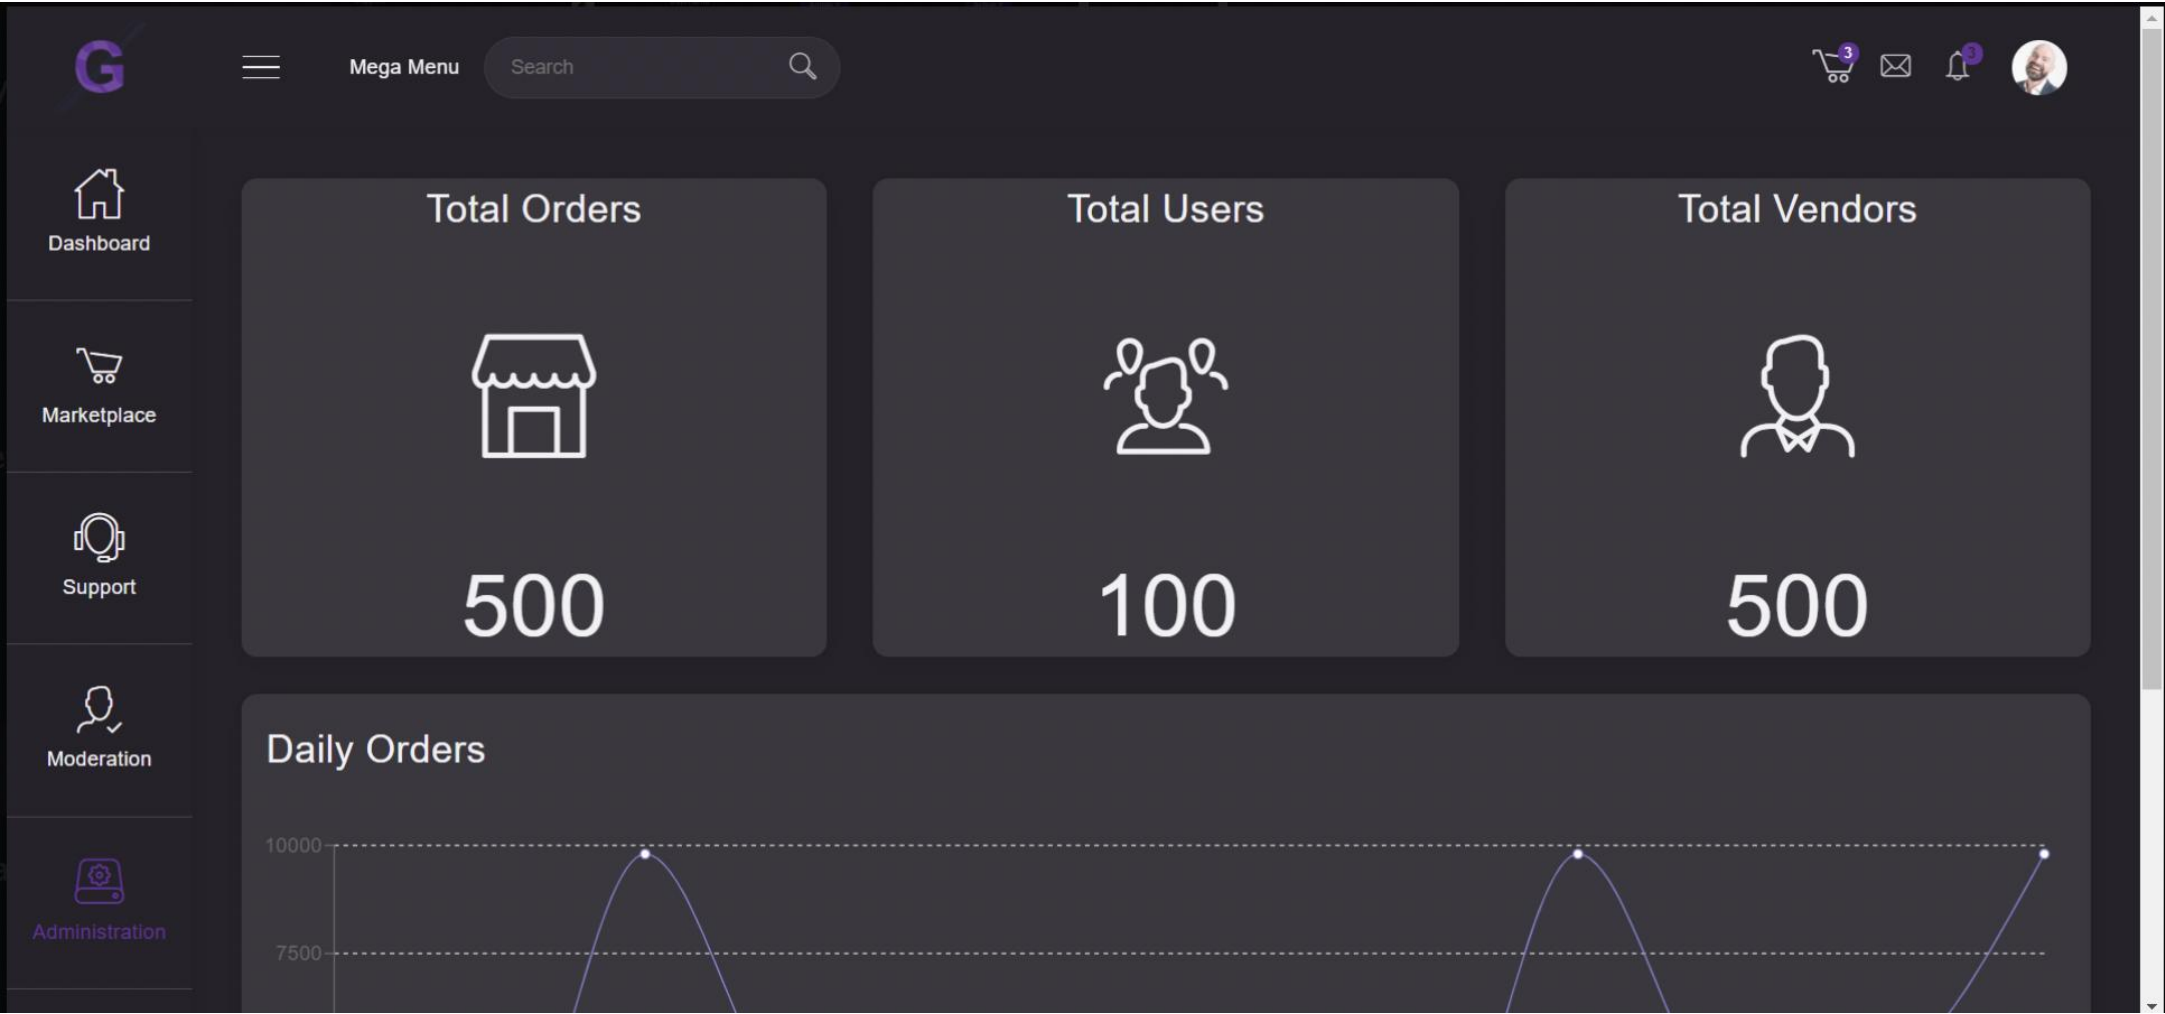 G
Mega Menu
Search
3
3
Dashboard
Marketplace
Support
Moderation
Administration
Total Orders
500
Total Users
100
Total Vendors
500
Daily Orders
10000
7500